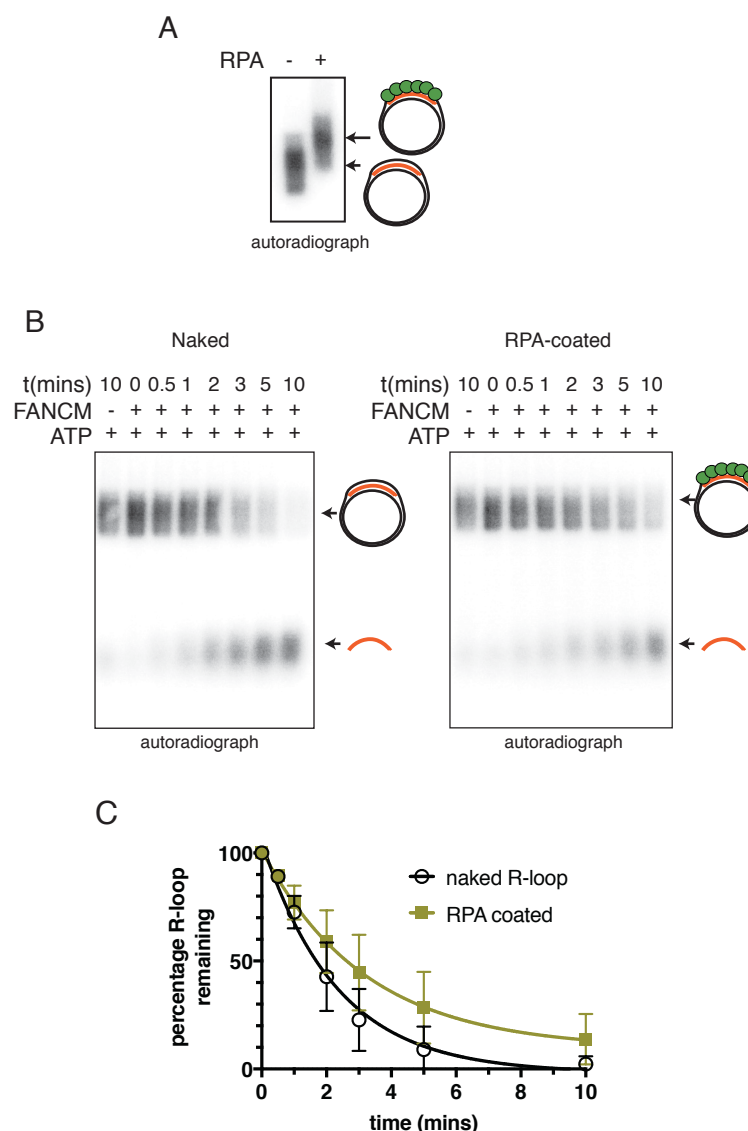 A
RPA - +
autoradiograph
B
Naked
t(mins) 10 0 0.5 1 2 3 5 10
FANCM - + + + + + + +
ATP + + + + + + + +
autoradiograph
RPA-coated
t(mins) 10 0 0.5 1 2 3 5 10
FANCM - + + + + + + +
ATP + + + + + + + +
autoradiograph
C
percentage R-loop
remaining
100
50
0
naked R-loop
RPA coated
0 2 4 6 8 10
time (mins)